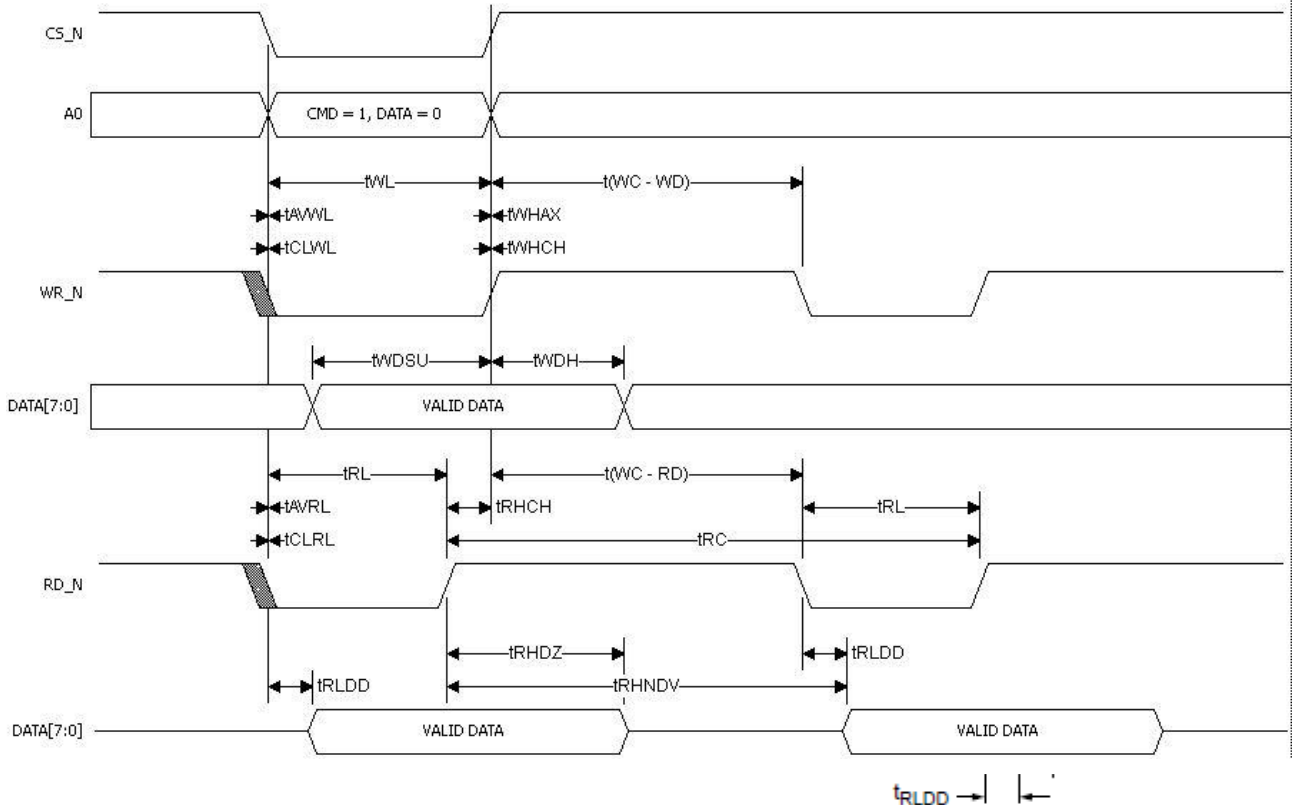 CS_N
A0
CMD = 1, DATA = 0
tWL
t(WC - WD)
tAVWL
tWHAX
tCLWL
tWHCH
WR_N
tWDSU
tWDH
DATA[7:0]
VALID DATA
tRL
t(WC - RD)
tAVRL
tRHCH
tRL
tCLRL
tRC
RD_N
tRHDZ
tRLDD
tRLDD
tRHNDV
DATA[7:0]
VALID DATA
VALID DATA
tRLDD